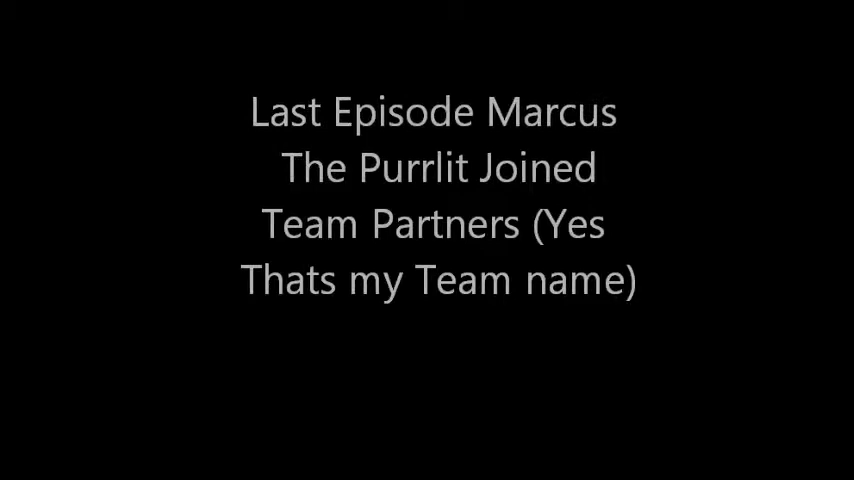 Last Episode Marcus
The Purrlit Joined
Team Partners (Yes
Thats my Team name)